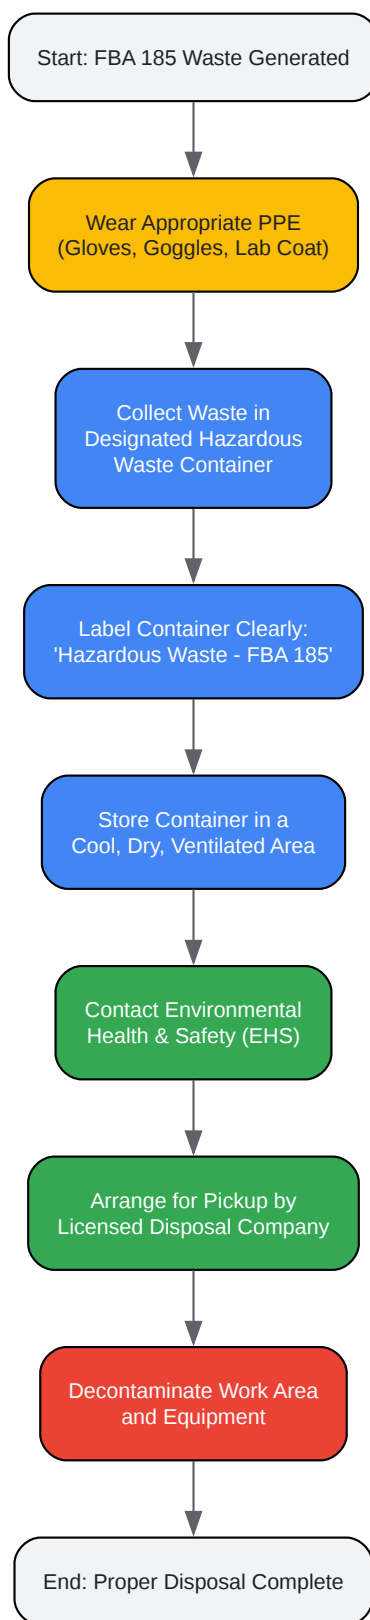 Start: FBA 185 Waste Generated
Wear Appropriate PPE
(Gloves, Goggles, Lab Coat)
Collect Waste in
Designated Hazardous
Waste Container
Label Container Clearly:
'Hazardous Waste - FBA 185'
Store Container in a
Cool, Dry, Ventilated Area
Contact Environmental
Health & Safety (EHS)
Arrange for Pickup by
Licensed Disposal Company
Decontaminate Work Area
and Equipment
End: Proper Disposal Complete